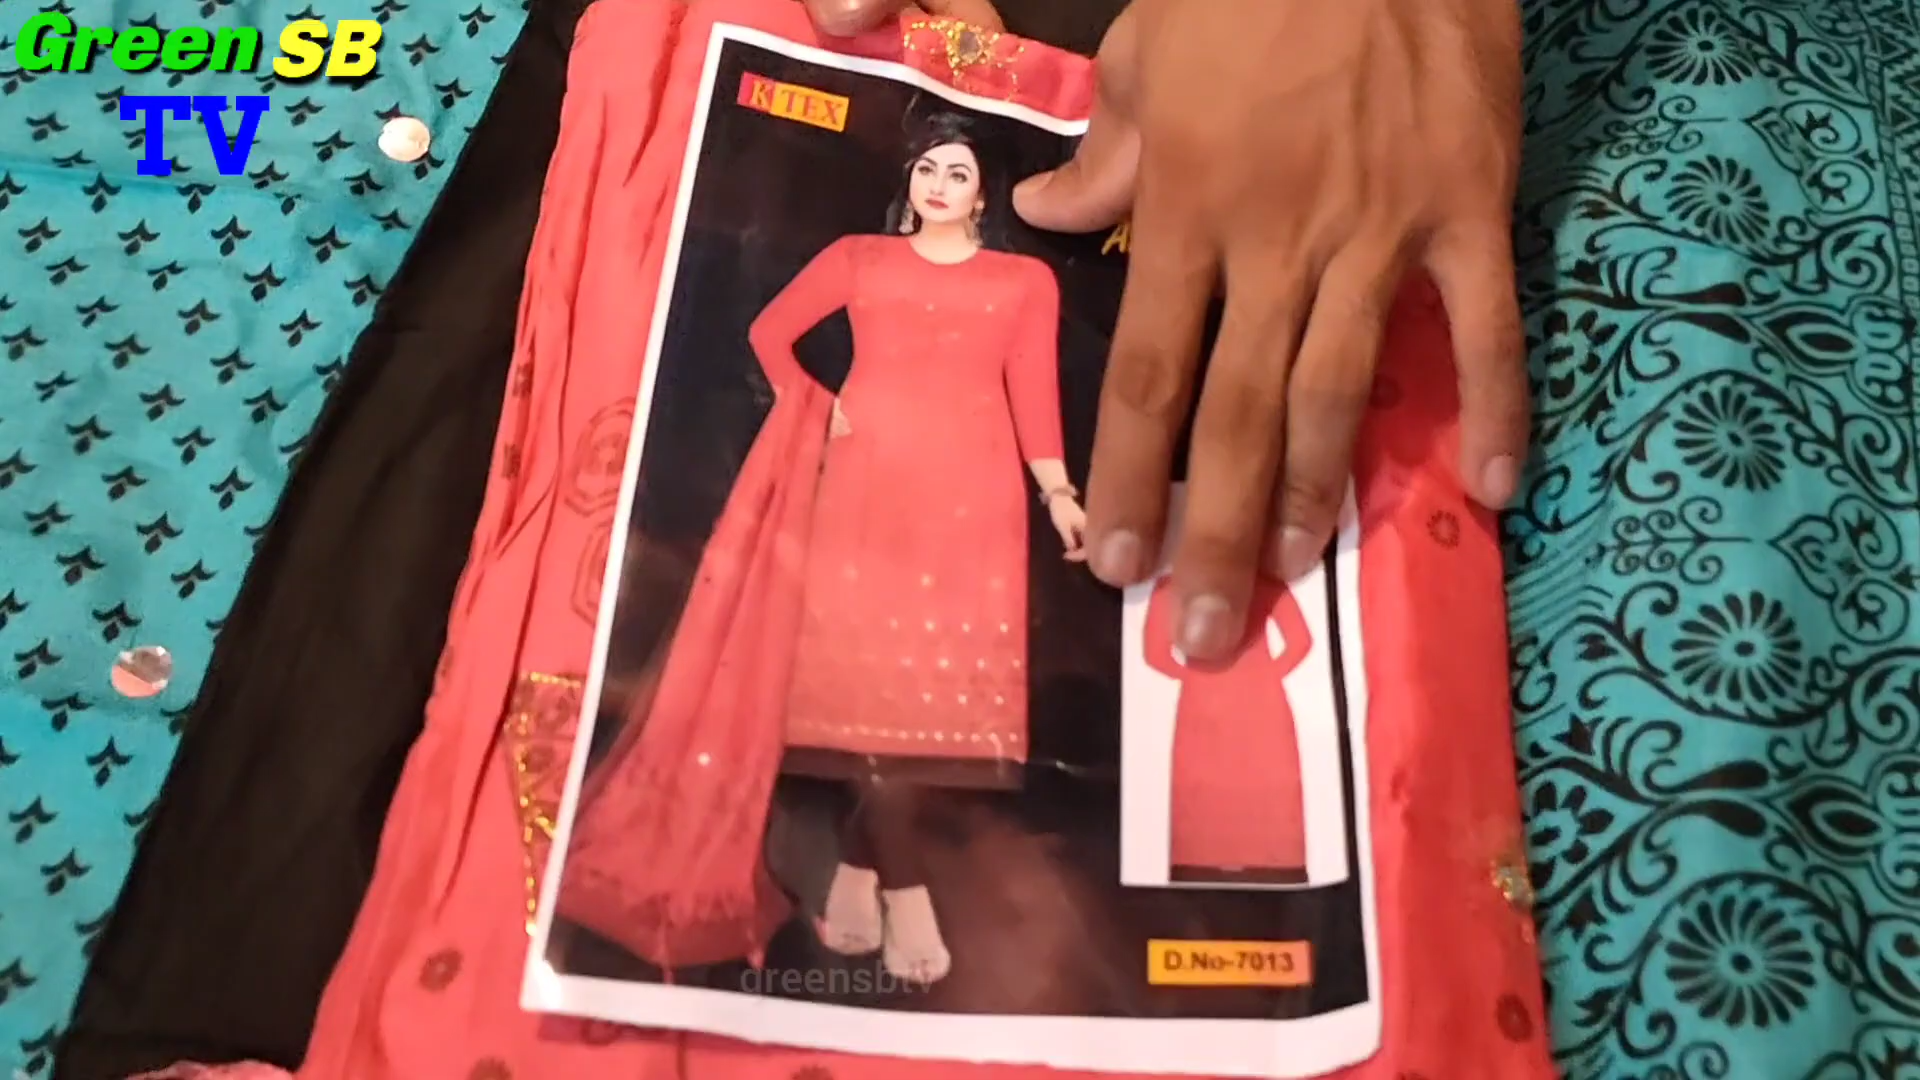 Green SB
TV
K TEX
D.No-7013
greensbtv